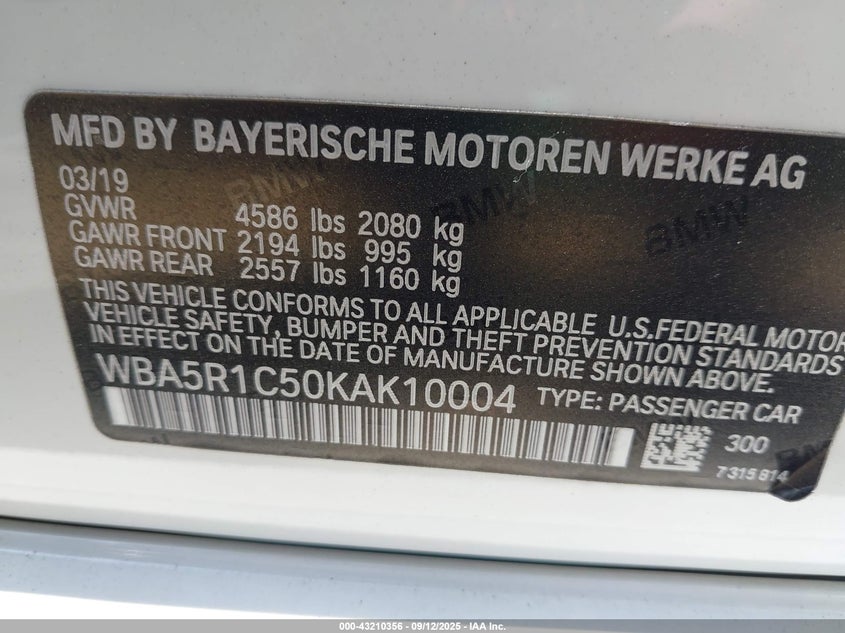 MFD BY BAYERISCHE MOTOREN WERKE AG
03/19
GVWR 4586 lbs 2080 kg
GAWR FRONT 2194 lbs 995 kg
GAWR REAR 2557 lbs 1160 kg
THIS VEHICLE CONFORMS TO ALL APPLICABLE U.S.FEDERAL MOTOR
VEHICLE SAFETY, BUMPER AND THEFT PREVENTION STANDARDS
IN EFFECT ON THE DATE OF MANUFACTURE SHOWN ABOVE.
WBA5R1C50KAK10004 TYPE: PASSENGER CAR
300
7315814
BMW BMW BMW
000-43210356 - 09/12/2025 - IAA Inc.